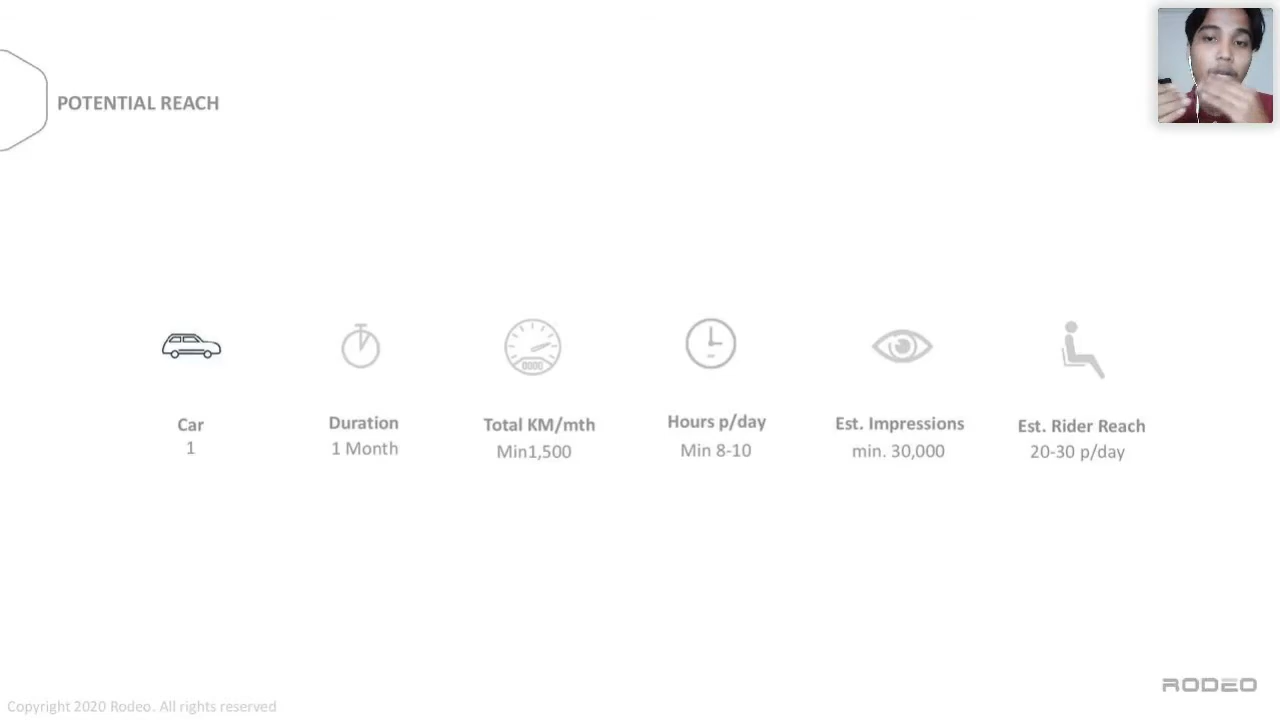 POTENTIAL REACH
Car
1
Duration
1 Month
Total KM/mth
Min1,500
Hours p/day
Min 8-10
Est. Impressions
min. 30,000
Est. Rider Reach
20-30 p/day
RODEO
Copyright 2020 Rodeo. All rights reserved